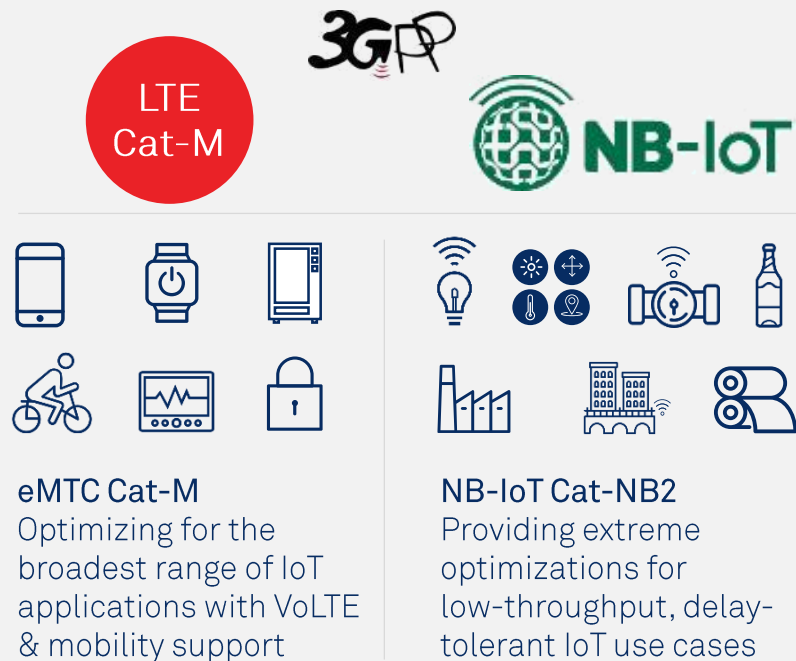 3GPP
LTE
Cat-M
NB-IoT
eMTC Cat-M
Optimizing for the
broadest range of IoT
applications with VoLTE
& mobility support
NB-IoT Cat-NB2
Providing extreme
optimizations for
low-throughput, delay-
tolerant IoT use cases